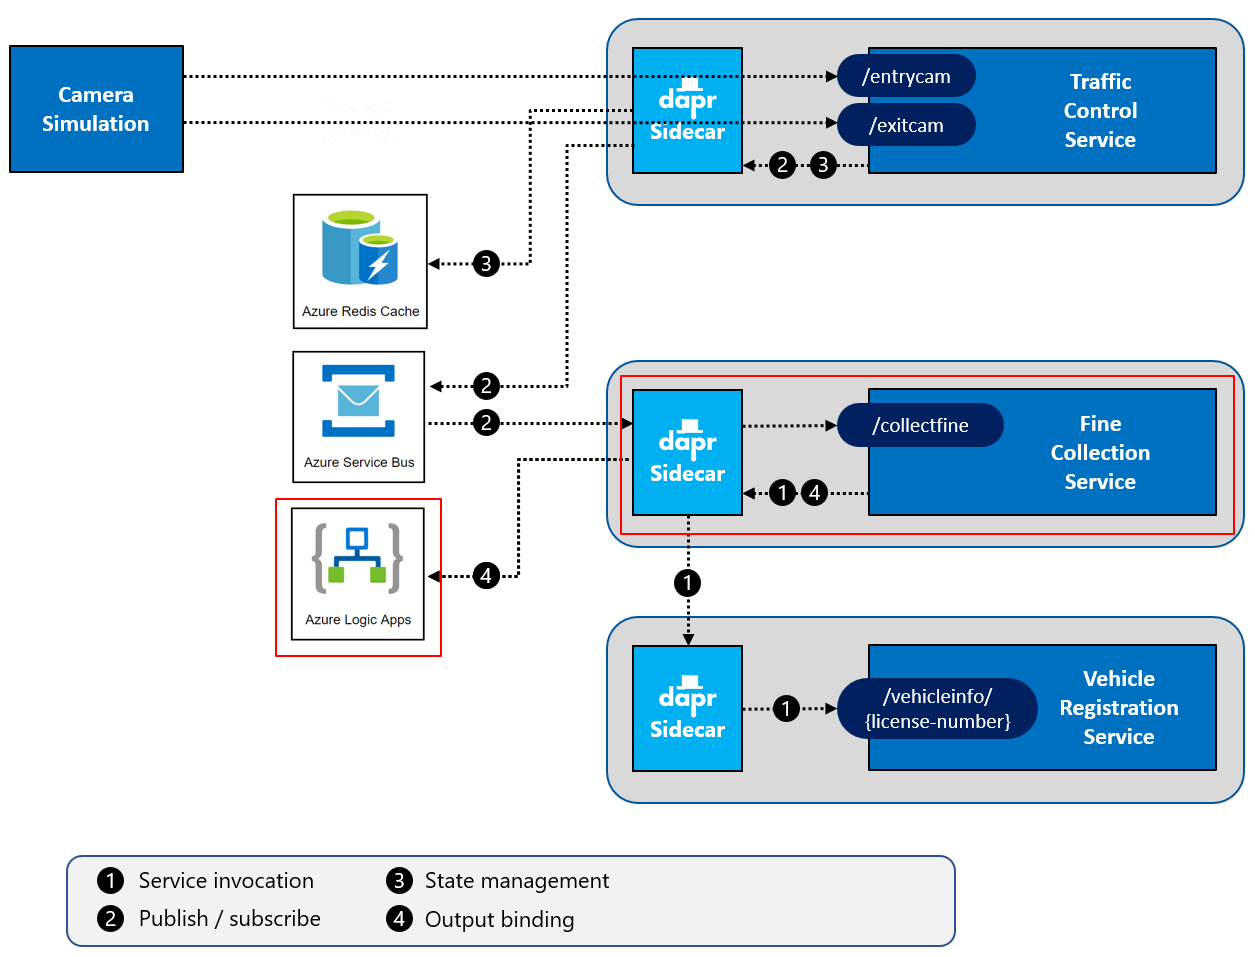 Camera
Simulation
dapr
Sidecar
/entrycam
/exitcam
Traffic
Control
Service
2
3
3
Azure Redis Cache
2
2
Azure Service Bus
dapr
Sidecar
/collectfine
Fine
Collection
Service
1
4
4
Azure Logic Apps
1
dapr
Sidecar
1
/vehicleinfo/
{license-number}
Vehicle
Registration
Service
1 Service invocation
2 Publish / subscribe
3 State management
4 Output binding